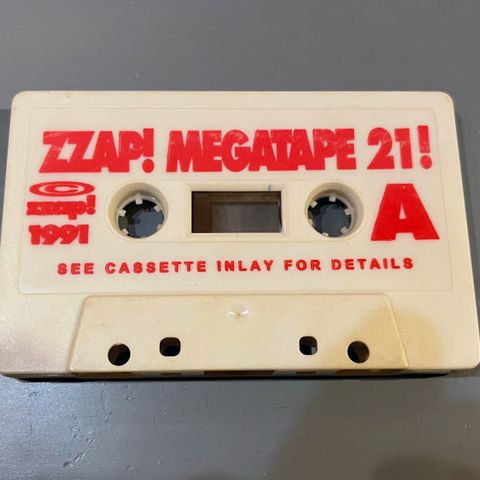 ZZAP! MEGATAPE 21!
©
zzap!
1991
A
SEE CASSETTE INLAY FOR DETAILS